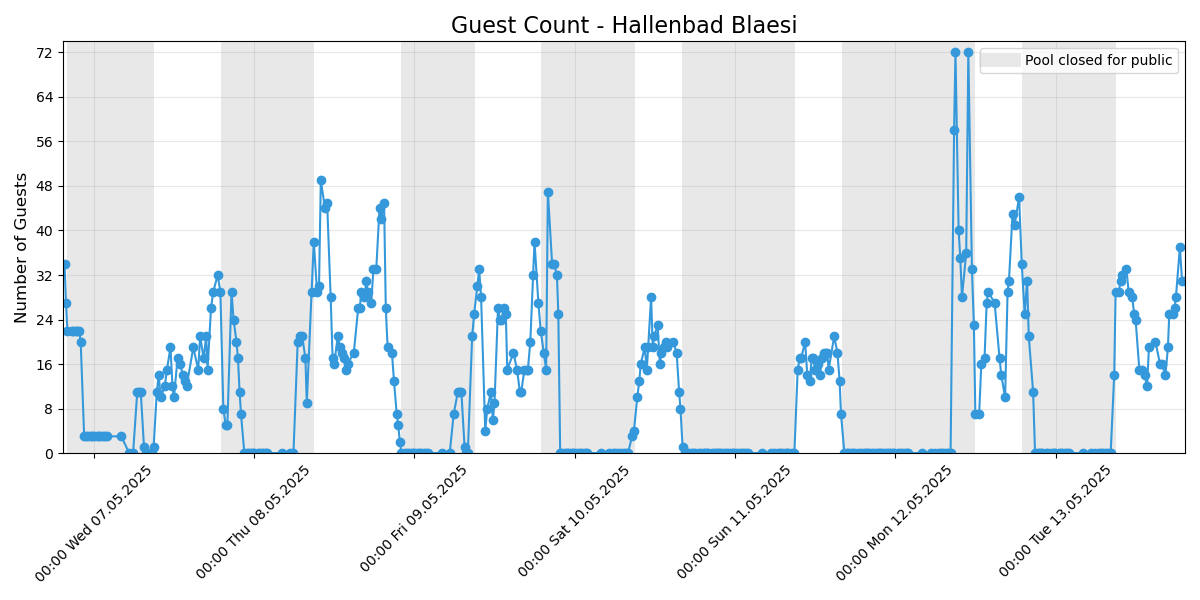 Guest Count - Hallenbad Blaesi
Pool closed for public
Number of Guests
72
64
56
48
40
32
24
16
8
0
00:00 Wed 07.05.2025
00:00 Thu 08.05.2025
00:00 Fri 09.05.2025
00:00 Sat 10.05.2025
00:00 Sun 11.05.2025
00:00 Mon 12.05.2025
00:00 Tue 13.05.2025